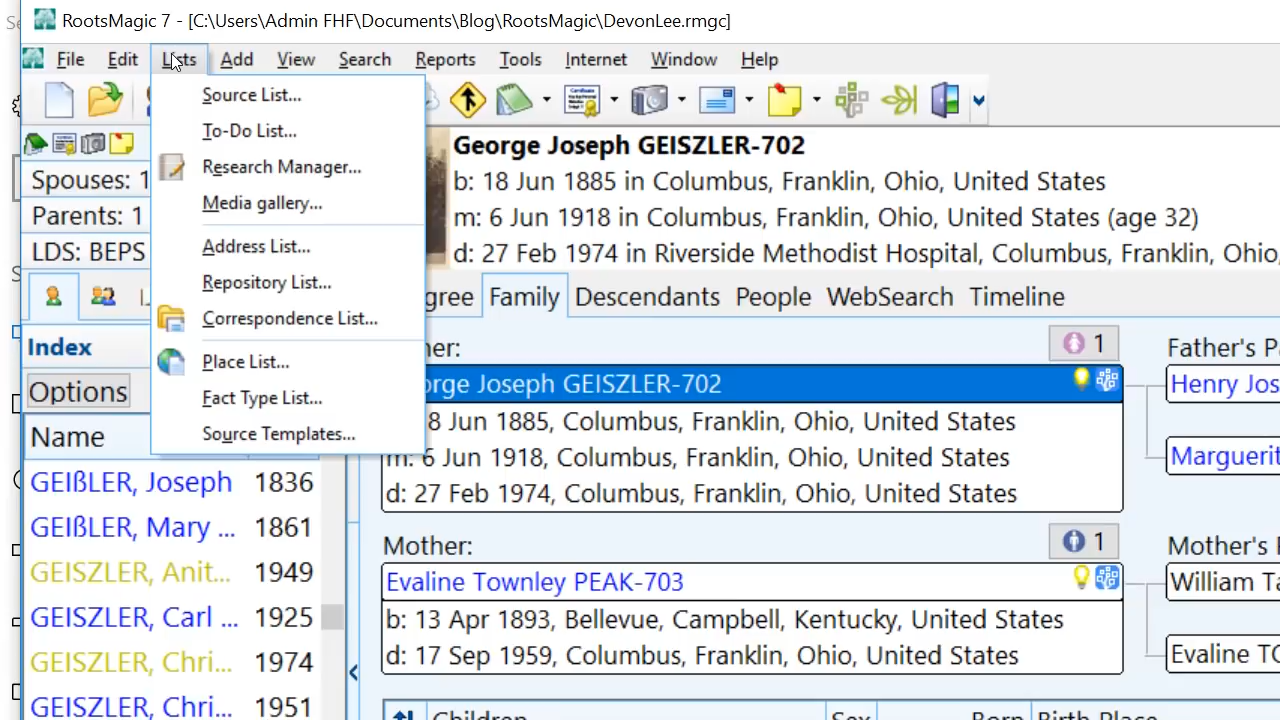 RootsMagic 7 - [C:\Users\Admin FHF\Documents\Blog\RootsMagic\DevonLee.rmgc]
File Edit Lists Add View Search Reports Tools Internet Window Help
Source List...
To-Do List...
Research Manager...
Media gallery...
Address List...
Repository List...
Correspondence List...
Place List...
Fact Type List...
Source Templates...
Spouses: 1
Parents: 1
LDS: BEPS
Index
Options
Name
GEIßLER, Joseph 1836
GEIßLER, Mary ... 1861
GEISZLER, Anit... 1949
GEISZLER, Carl ... 1925
GEISZLER, Chri... 1974
GEISZLER, Chri... 1951
George Joseph GEISZLER-702
b: 18 Jun 1885 in Columbus, Franklin, Ohio, United States
m: 6 Jun 1918 in Columbus, Franklin, Ohio, United States (age 32)
d: 27 Feb 1974 in Riverside Methodist Hospital, Columbus, Franklin, Ohio,
gree Family Descendants People WebSearch Timeline
her: 1
orge Joseph GEISZLER-702
8 Jun 1885, Columbus, Franklin, Ohio, United States
m: 6 Jun 1918, Columbus, Franklin, Ohio, United States
d: 27 Feb 1974, Columbus, Franklin, Ohio, United States
Mother: 1
Evaline Townley PEAK-703
b: 13 Apr 1893, Bellevue, Campbell, Kentucky, United States
d: 17 Sep 1959, Columbus, Franklin, Ohio, United States
Father's P
Henry Jos
Marguerit
Mother's
William Ta
Evaline TO
Children Sex Born Birth Place